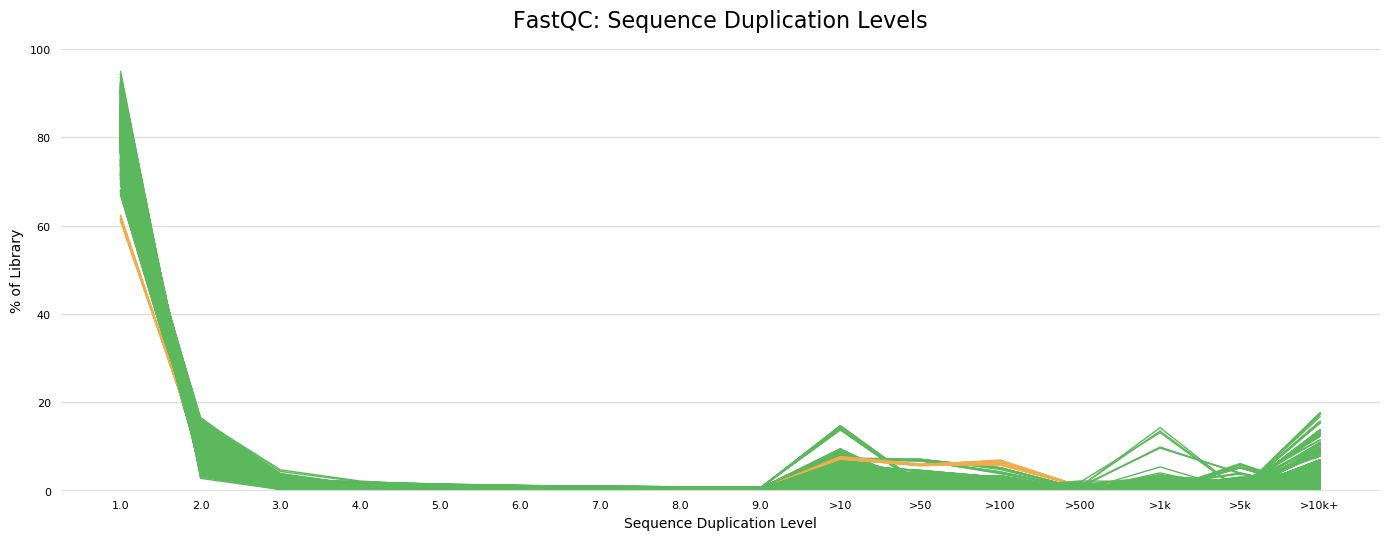 FastQC: Sequence Duplication Levels
100
80
60
40
20
0
% of Library
1.0 2.0 3.0 4.0 5.0 6.0 7.0 8.0 9.0 >10 >50 >100 >500 >1k >5k >10k+
Sequence Duplication Level